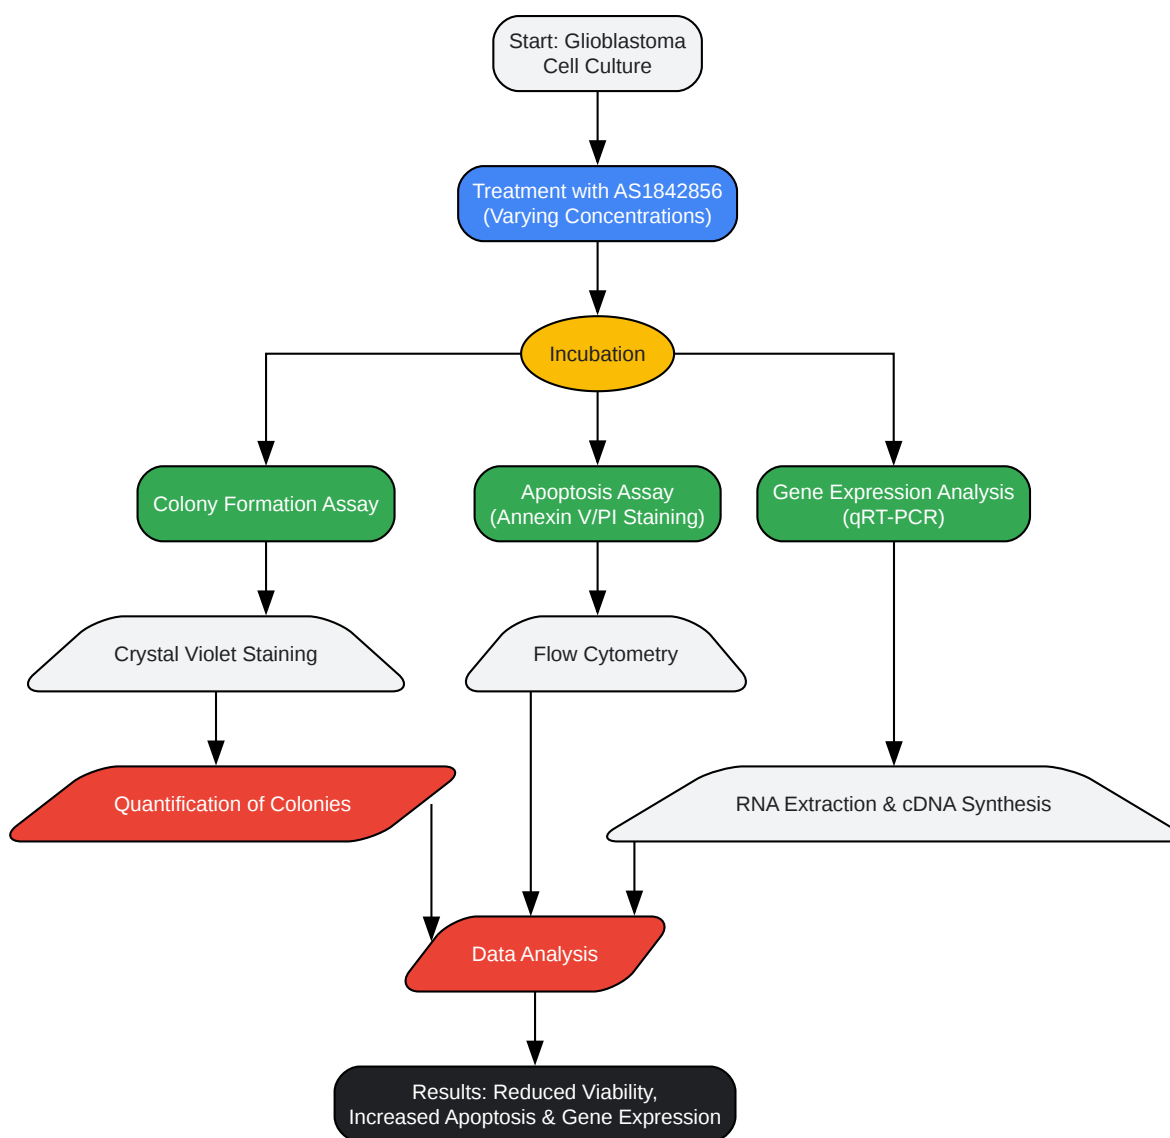 Start: Glioblastoma
Cell Culture
Treatment with AS1842856
(Varying Concentrations)
Incubation
Colony Formation Assay
Apoptosis Assay
(Annexin V/PI Staining)
Gene Expression Analysis
(qRT-PCR)
Crystal Violet Staining
Flow Cytometry
Quantification of Colonies
RNA Extraction & cDNA Synthesis
Data Analysis
Results: Reduced Viability,
Increased Apoptosis & Gene Expression